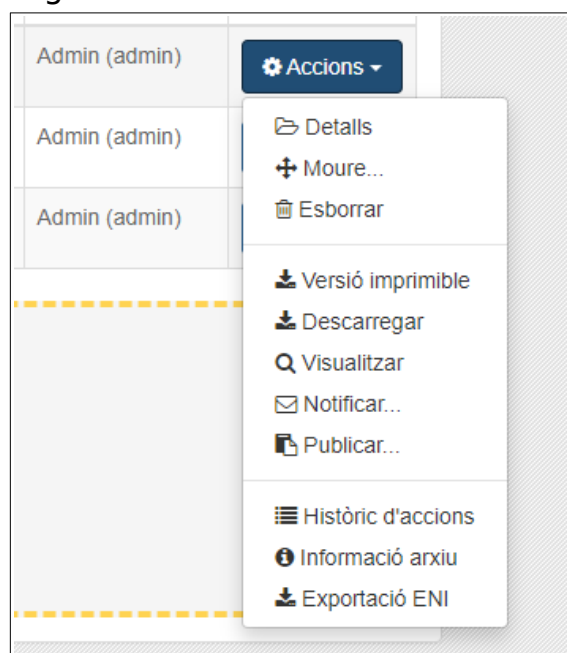 Admin (admin)
Accions
Detalls
Admin (admin)
Moure...
Esborrar
Admin (admin)
Versió imprimible
Descarregar
Visualitzar
Notificar...
Publicar...
Històric d'accions
Informació arxiu
Exportació ENI